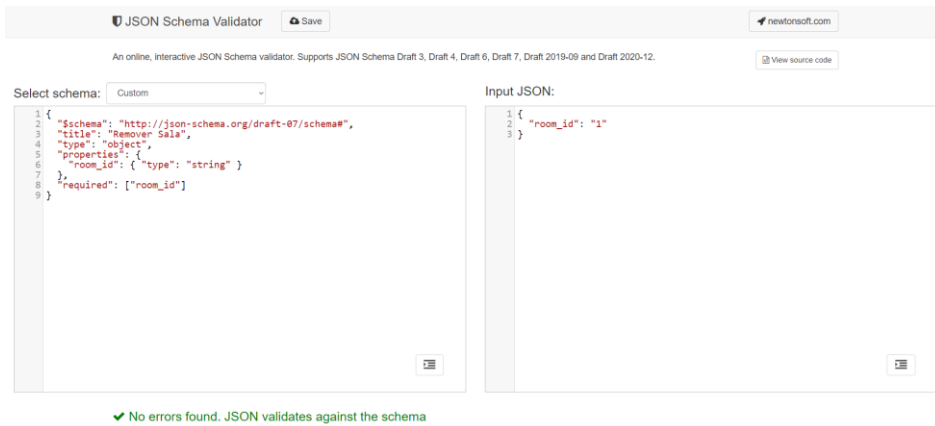 JSON Schema Validator
Save
newtonsoft.com
An online, interactive JSON Schema validator. Supports JSON Schema Draft 3, Draft 4, Draft 6, Draft 7, Draft 2019-09 and Draft 2020-12.
View source code
Select schema: Custom
1 {
2 "$schema": "http://json-schema.org/draft-07/schema#",
3 "title": "Remover Sala",
4 "type": "object",
5 "properties": {
6 "room_id": { "type": "string" }
7 },
8 "required": ["room_id"]
9 }
Input JSON:
1 {
2 "room_id": "1"
3 }
No errors found. JSON validates against the schema